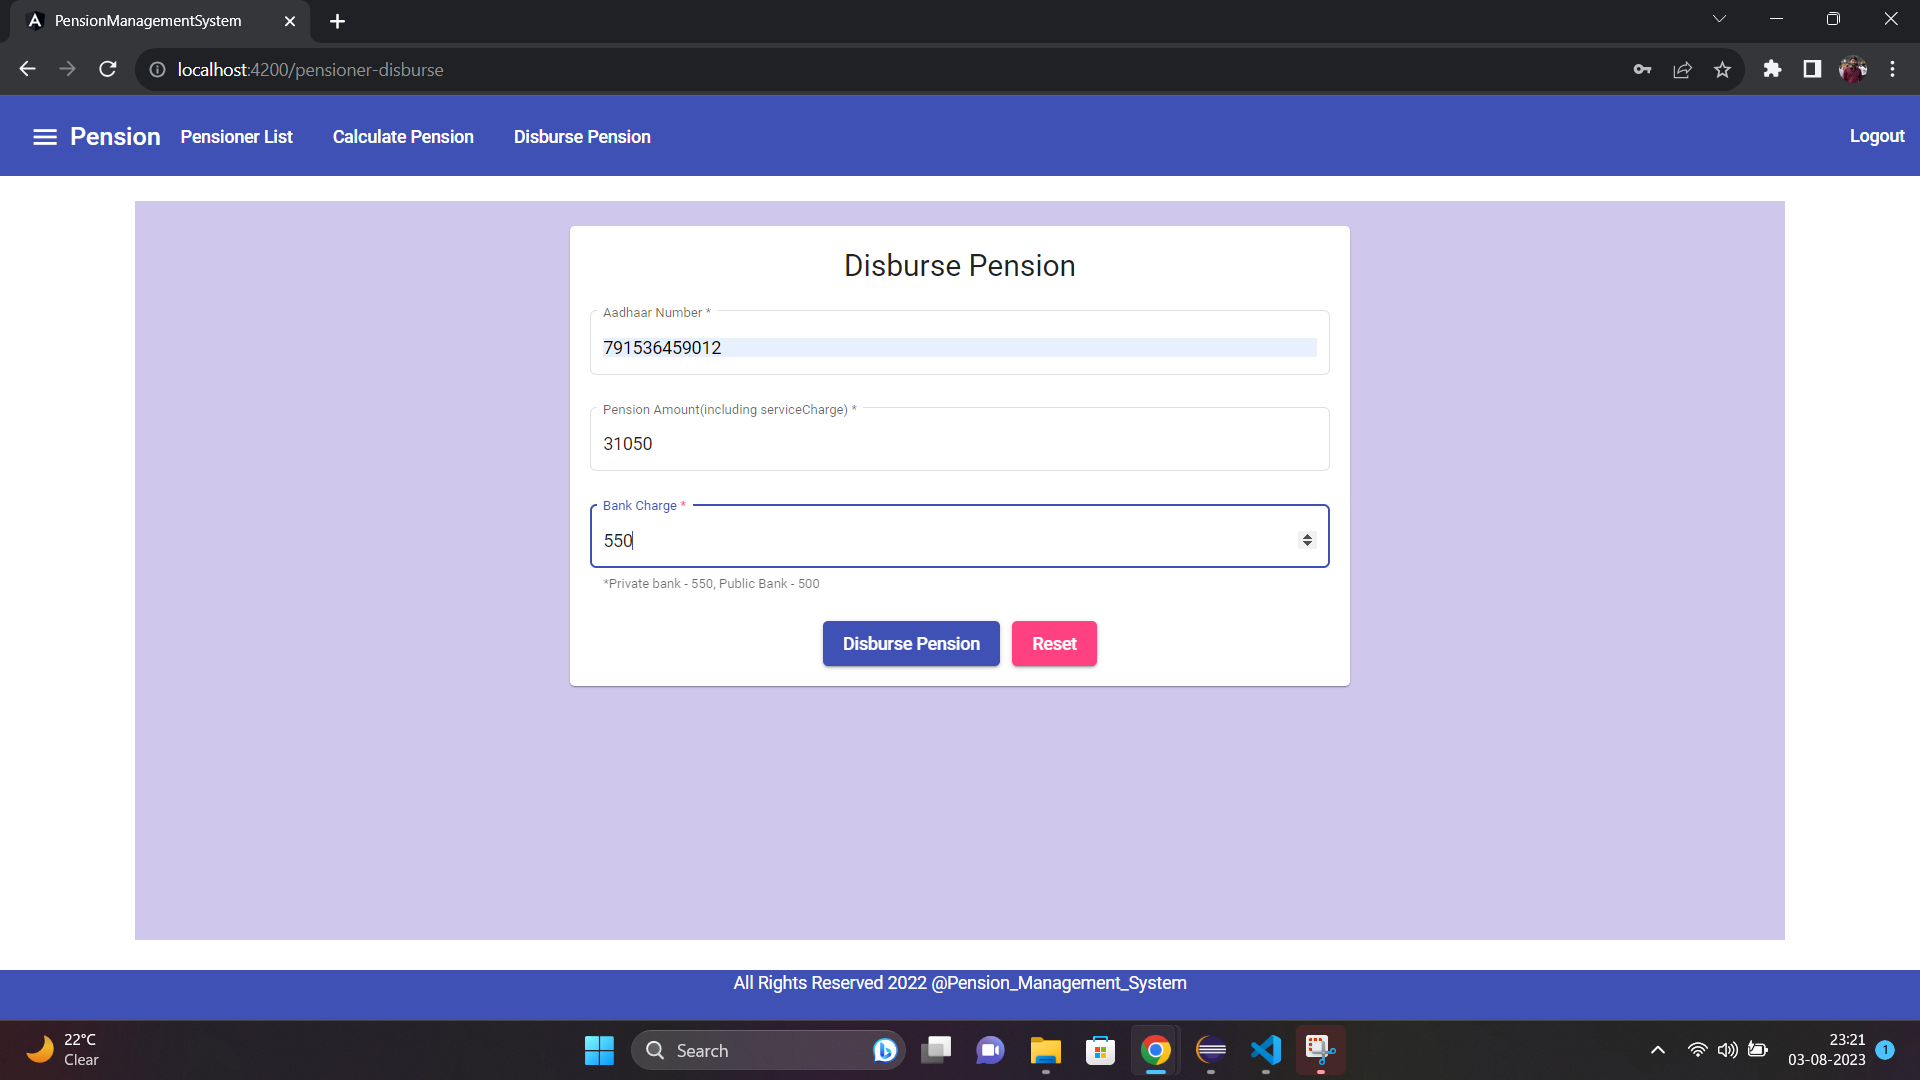 PensionManagementSystem
localhost:4200/pensioner-disburse
Pension Pensioner List Calculate Pension Disburse Pension Logout
Disburse Pension
Aadhaar Number *
791536459012
Pension Amount(including serviceCharge) *
31050
Bank Charge *
550
*Private bank - 550, Public Bank - 500
Disburse Pension Reset
All Rights Reserved 2022 @Pension_Management_System
22°C
Clear
Search
23:21
03-08-2023
1